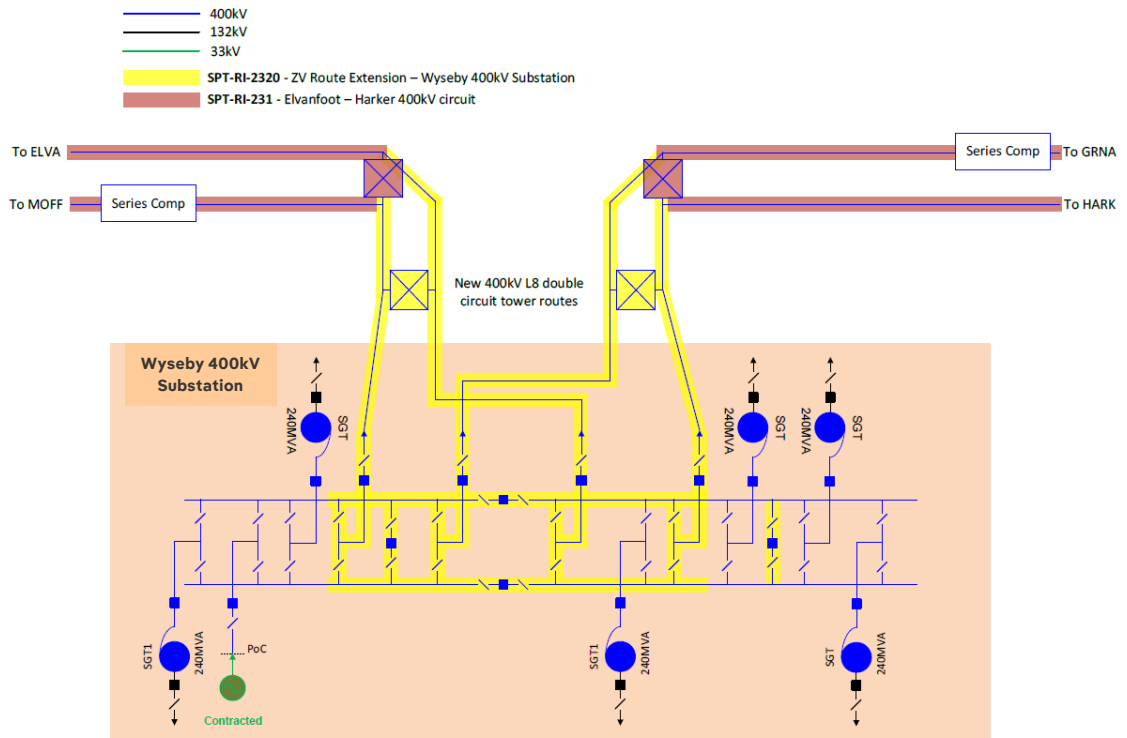 400kV
132kV
33kV
SPT-RI-2320 - ZV Route Extension – Wyseby 400kV Substation
SPT-RI-231 - Elvanfoot – Harker 400kV circuit
To ELVA
Series Comp
To GRNA
To MOFF
Series Comp
To HARK
New 400kV L8 double
circuit tower routes
Wyseby 400kV
Substation
240MVA
SGT
240MVA
SGT
240MVA
SGT
SGT1
240MVA
PoC
Contracted
SGT1
240MVA
SGT
240MVA